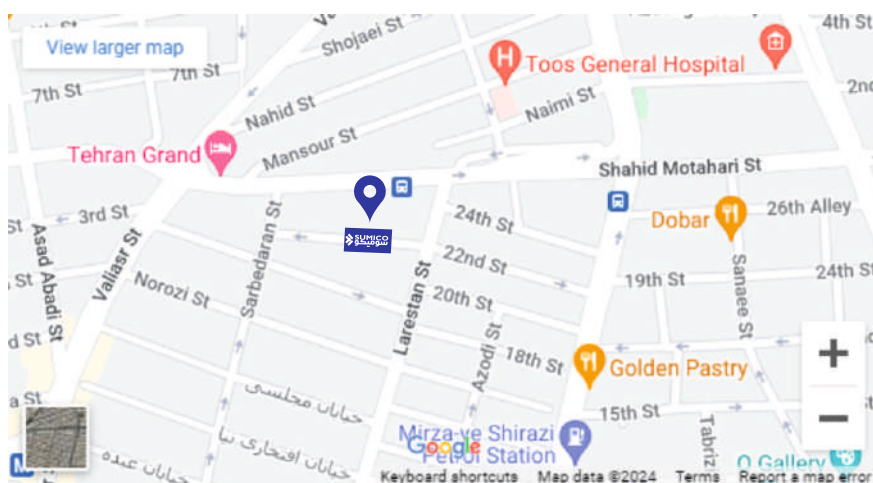 4th St
Shojaei St
View larger map
Toos General Hospital
7th St
7th St
Nahid St
Naimi St
Mansour St
Tehran Grand
Shahid Motahari St
3rd St
24th St
Dobar
26th Alley
Asad Abadi St
Valiasr St
Sarbedaran St
SUMICO
سومیکو
22nd St
19th St
Sanaee St
24th St
Norozi St
Larestan St
20th St
Azodi St
18th St
Golden Pastry
خیابان مجلسی
15th St
خیابان افتخاری نیا
Mirza-ye Shirazi
Petrol Station
Google
خیابان عبده
Tabriz
Q Gallery
Keyboard shortcuts
Map data ©2024
Terms
Report a map error